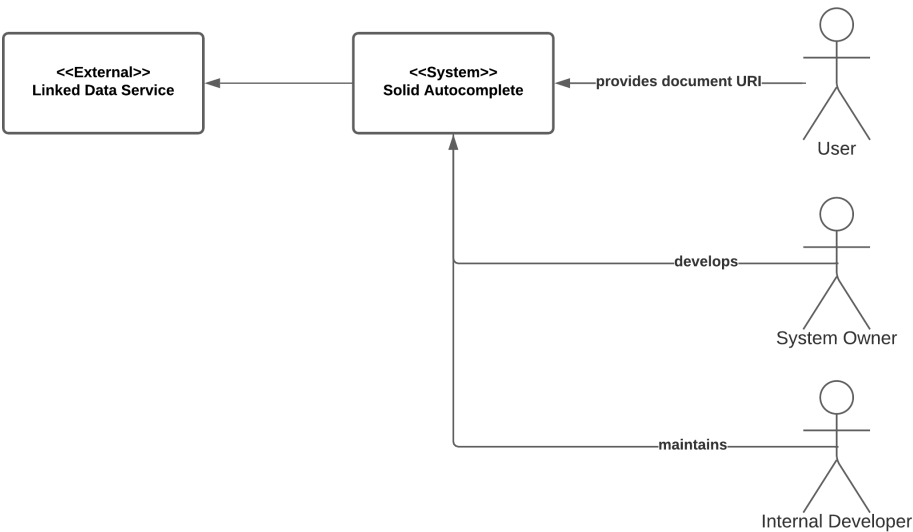 <<External>>
Linked Data Service
<<System>>
Solid Autocomplete
provides document URI
User
develops
System Owner
maintains
Internal Developer